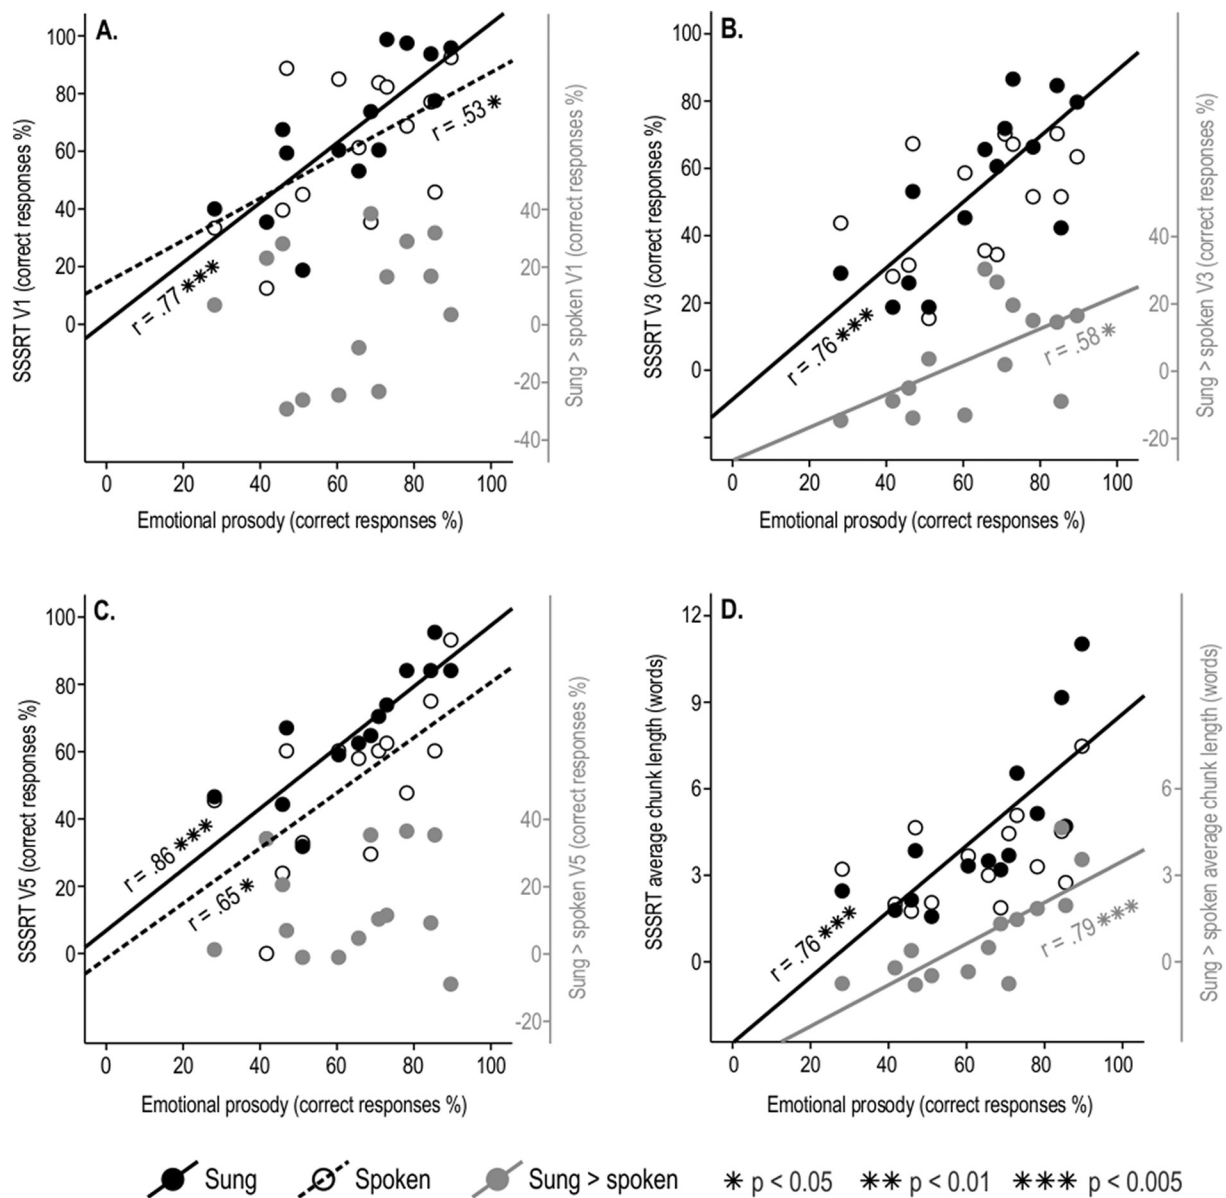 A.
SSSRT V1 (correct responses %)
100
80
60
40
20
0
r = .77 ***
r = .53 *
0 20 40 60 80 100
Emotional prosody (correct responses %)
Sung > spoken V1 (correct responses %)
40
20
0
-20
-40
B.
SSSRT V3 (correct responses %)
100
80
60
40
20
0
r = .76 ***
r = .58 *
0 20 40 60 80 100
Emotional prosody (correct responses %)
Sung > spoken V3 (correct responses %)
40
20
0
-20
C.
SSSRT V5 (correct responses %)
100
80
60
40
20
0
r = .86 ***
r = .65 *
0 20 40 60 80 100
Emotional prosody (correct responses %)
Sung > spoken V5 (correct responses %)
40
20
0
-20
D.
SSSRT average chunk length (words)
12
9
6
3
0
r = .76 ***
r = .79 ***
0 20 40 60 80 100
Emotional prosody (correct responses %)
Sung > spoken average chunk length (words)
6
3
0
Sung Spoken Sung > spoken * p < 0.05 ** p < 0.01 *** p < 0.005